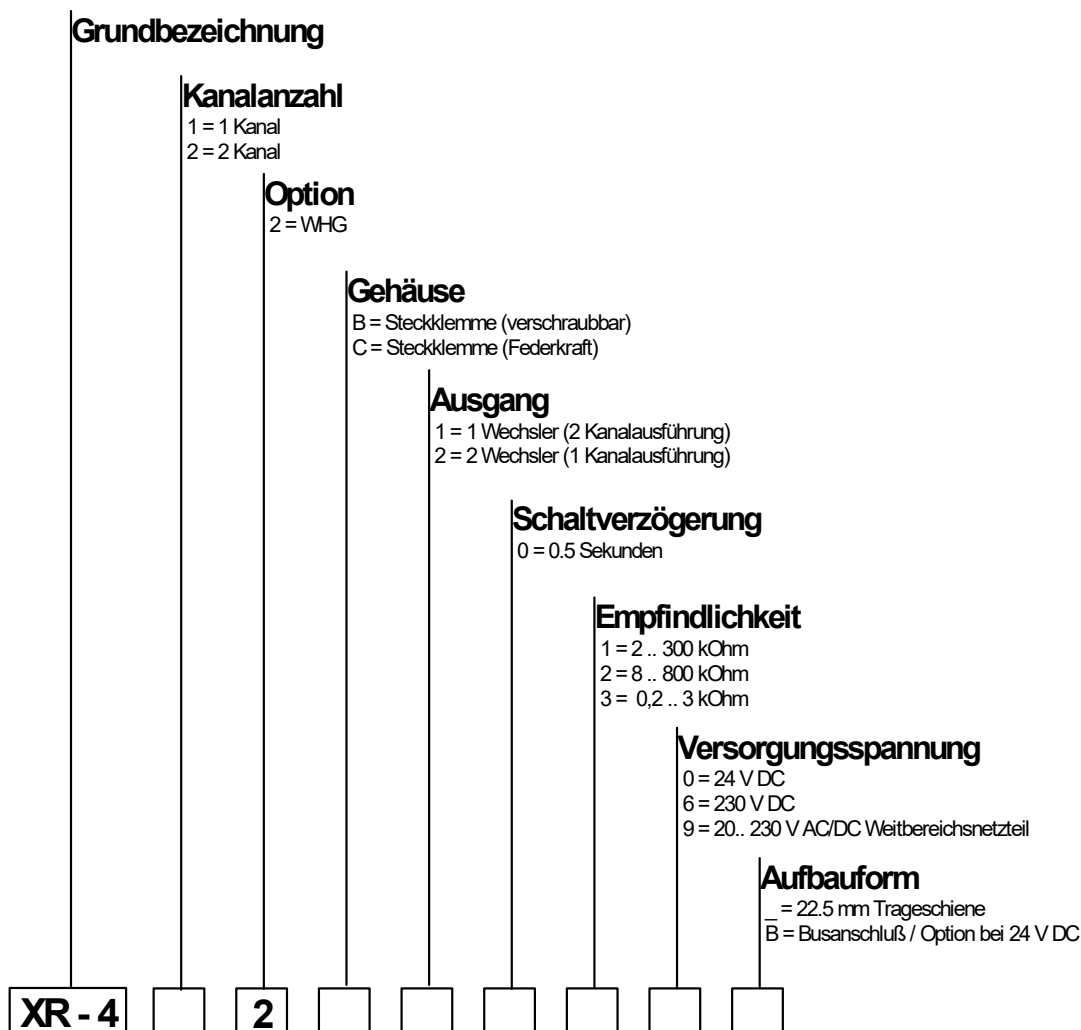 Grundbezeichnung
Kanalanzahl
1 = 1 Kanal
2 = 2 Kanal
Option
2 = WHG
Gehäuse
B = Steckklemme (verschraubbar)
C = Steckklemme (Federkraft)
Ausgang
1 = 1 Wechsler (2 Kanalausführung)
2 = 2 Wechsler (1 Kanalausführung)
Schaltverzögerung
0 = 0.5 Sekunden
Empfindlichkeit
1 = 2 .. 300 kOhm
2 = 8 .. 800 kOhm
3 = 0,2 .. 3 kOhm
Versorgungsspannung
0 = 24 V DC
6 = 230 V DC
9 = 20.. 230 V AC/DC Weitbereichsnetzteil
Aufbauform
_ = 22.5 mm Trageschiene
B = Busanschluß / Option bei 24 V DC
XR - 4 2